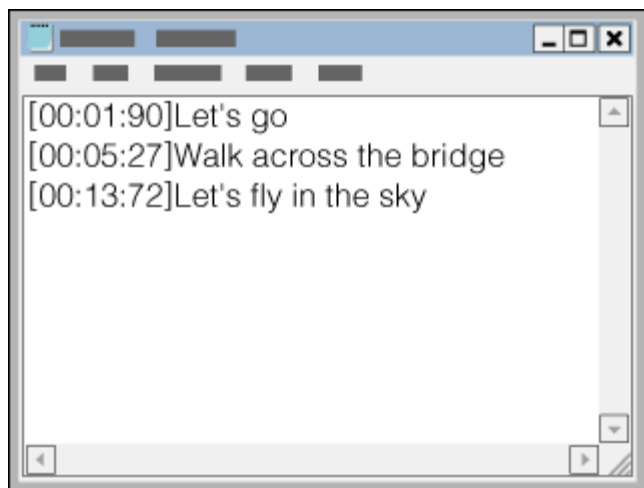 [00:01:90]Let's go
[00:05:27]Walk across the bridge
[00:13:72]Let's fly in the sky